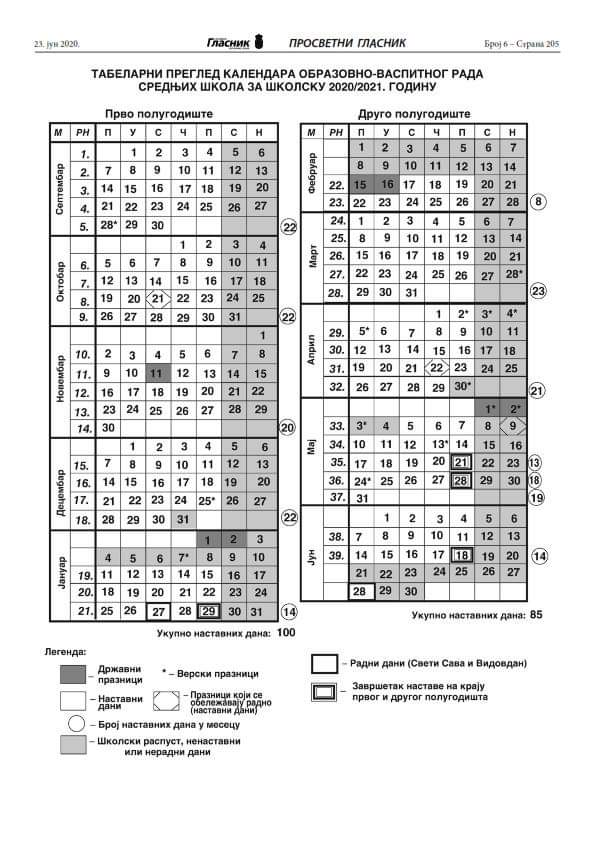 23. јун 2020.
Гласник
ПРОСВЕТНИ ГЛАСНИК
Број 6 – Страна 205
ТАБЕЛАРНИ ПРЕГЛЕД КАЛЕНДАРА ОБРАЗОВНО-ВАСПИТНОГ РАДА
СРЕДЊИХ ШКОЛА ЗА ШКОЛСКУ 2020/2021. ГОДИНУ
Прво полугодиште
М РН П У С Ч П С Н
Септембар
1. 1 2 3 4 5 6
2. 7 8 9 10 11 12 13
3. 14 15 16 17 18 19 20
4. 21 22 23 24 25 26 27
5. 28* 29 30 22
Октобар
1 2 3 4
6. 5 6 7 8 9 10 11
7. 12 13 14 15 16 17 18
8. 19 20 21 22 23 24 25
9. 26 27 28 29 30 31 22
Новембар
1
10. 2 3 4 5 6 7 8
11. 9 10 11 12 13 14 15
12. 16 17 18 19 20 21 22
13. 23 24 25 26 27 28 29
14. 30 20
Децембар
1 2 3 4 5 6
15. 7 8 9 10 11 12 13
16. 14 15 16 17 18 19 20
17. 21 22 23 24 25* 26 27
18. 28 29 30 31 22
Јануар
1 2 3
4 5 6 7* 8 9 10
19. 11 12 13 14 15 16 17
20. 18 19 20 21 22 23 24
21. 25 26 27 28 29 30 31 14
Укупно наставних дана: 100
Друго полугодиште
М РН П У С Ч П С Н
Фебруар
1 2 3 4 5 6 7
8 9 10 11 12 13 14
22. 15 16 17 18 19 20 21
23. 22 23 24 25 26 27 28 8
Март
24. 1 2 3 4 5 6 7
25. 8 9 10 11 12 13 14
26. 15 16 17 18 19 20 21
27. 22 23 24 25 26 27 28*
28. 29 30 31 23
Април
1 2* 3* 4*
29. 5* 6 7 8 9 10 11
30. 12 13 14 15 16 17 18
31. 19 20 21 22 23 24 25
32. 26 27 28 29 30* 21
Мај
1* 2*
33. 3* 4 5 6 7 8 9
34. 10 11 12 13* 14 15 16
35. 17 18 19 20 21 22 23 13
36. 24* 25 26 27 28 29 30 18
37. 31 19
Јун
1 2 3 4 5 6
38. 7 8 9 10 11 12 13
39. 14 15 16 17 18 19 20 14
21 22 23 24 25 26 27
28 29 30
Укупно наставних дана: 85
Легенда:
– Државни
празници
* – Верски празници
– Наставни
дани
– Празници који се
обележавају радно
(наставни дани)
– Број наставних дана у месецу
– Школски распуст, ненаставни
или нерадни дани
– Радни дани (Свети Сава и Видовдан)
– Завршетак наставе на крају
првог и другог полугодишта